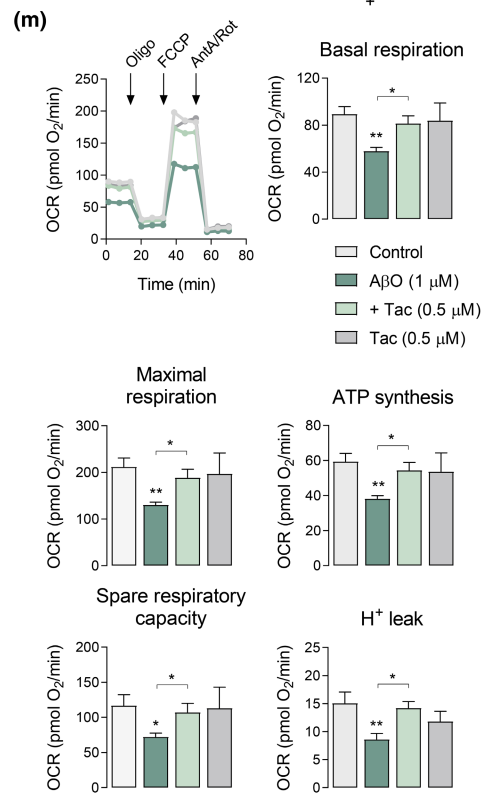 +
(m)
Oligo
FCCP
AntA/Rot
OCR (pmol O₂/min)
250
200
150
100
50
0
0 20 40 60 80
Time (min)
Basal respiration
OCR (pmol O₂/min)
120
80
40
0
**
*
Control
AβO (1 μM)
+ Tac (0.5 μM)
Tac (0.5 μM)
Maximal
respiration
OCR (pmol O₂/min)
300
200
100
0
**
*
ATP synthesis
OCR (pmol O₂/min)
80
60
40
20
0
**
*
Spare respiratory
capacity
OCR (pmol O₂/min)
200
150
100
50
0
*
*
H⁺ leak
OCR (pmol O₂/min)
25
20
15
10
5
0
**
*